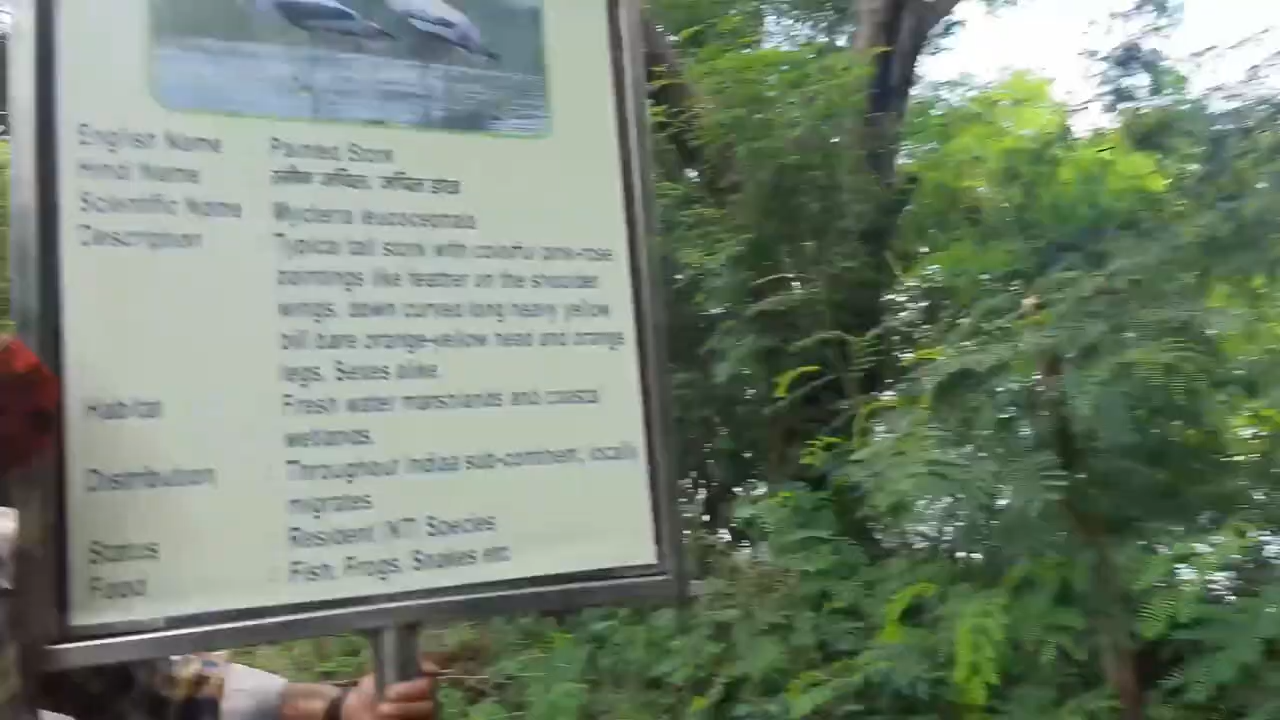 English Name Painted Stork
Hindi Name
Scientific Name Mycteria leucocephala
Description Typical tall stork with colorful pink-rose
like feather in the shoulder
wings, down curved long heavy yellow
bill bare orange-yellow head and orange
legs. Sexes alike.
Habitat Fresh water marshlands and coastal
wetlands.
Distribution Throughout sub-continent, locally
migrates
Status Resident NT Species
Food Fish, Frogs, Snakes etc